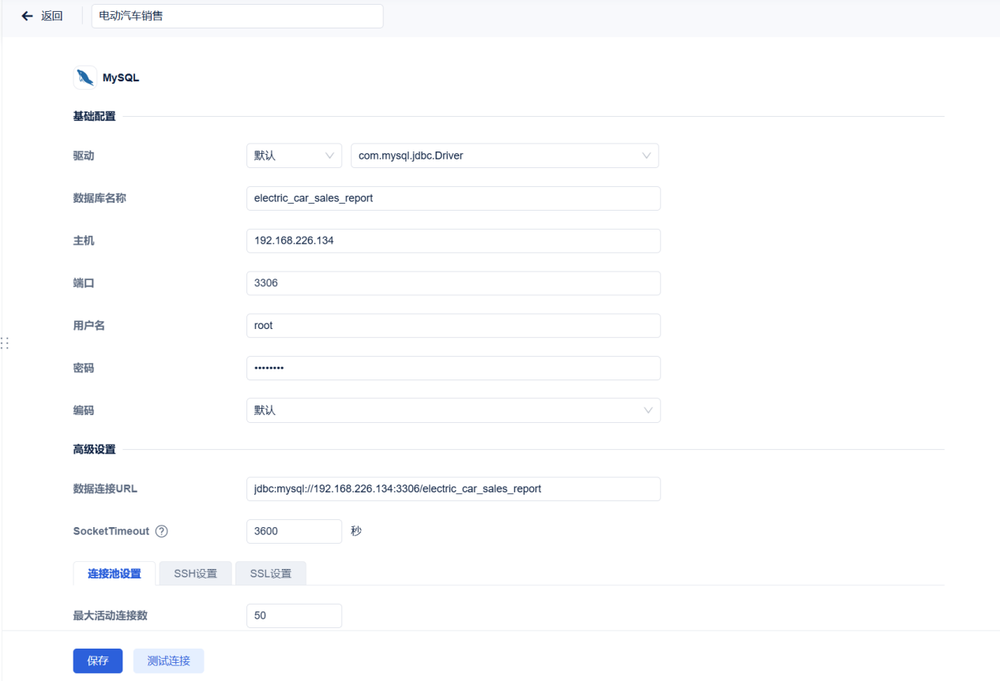 返回 电动汽车销售
MySQL
基础配置
驱动 默认 com.mysql.jdbc.Driver
数据库名称 electric_car_sales_report
主机 192.168.226.134
端口 3306
用户名 root
密码 ••••••••
编码 默认
高级设置
数据连接URL jdbc:mysql://192.168.226.134:3306/electric_car_sales_report
SocketTimeout ? 3600 秒
连接池设置 SSH设置 SSL设置
最大活动连接数 50
保存 测试连接